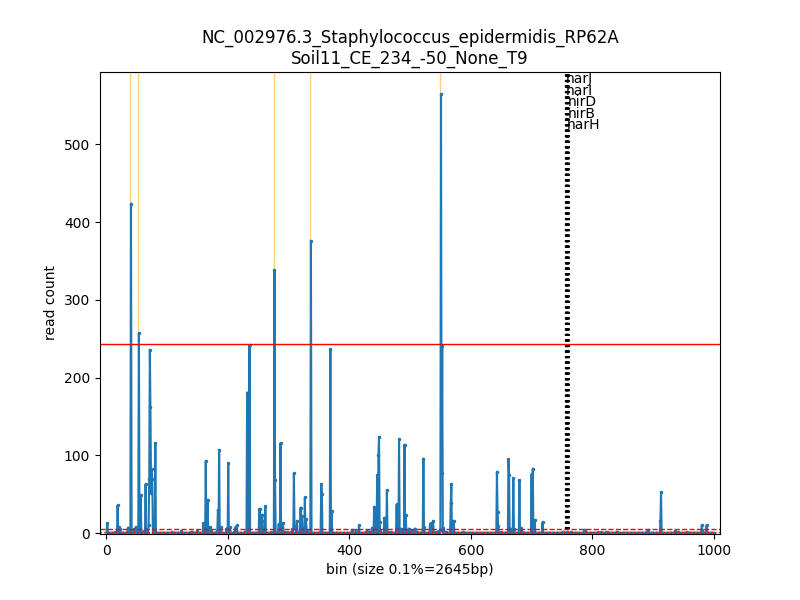 NC_002976.3_Staphylococcus_epidermidis_RP62A
Soil11_CE_234_-50_None_T9
narJ
narI
nirD
nirB
narH
500
400
300
200
100
0
read count
0
200
400
600
800
1000
bin (size 0.1%=2645bp)